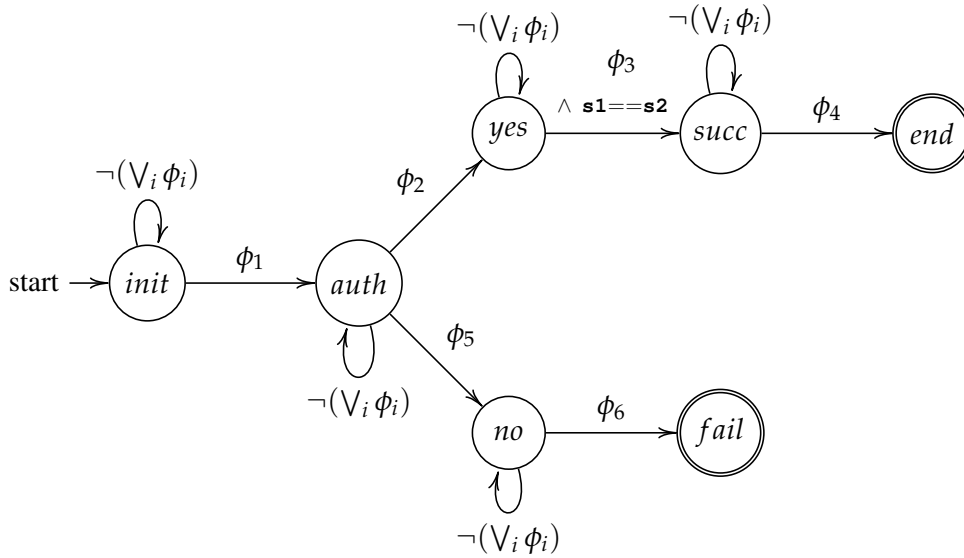 ¬(⋁ᵢ ϕᵢ)
¬(⋁ᵢ ϕᵢ)
ϕ₃
∧ s1==s2
yes
succ
ϕ₄
end
¬(⋁ᵢ ϕᵢ)
ϕ₂
start
init
ϕ₁
auth
ϕ₅
¬(⋁ᵢ ϕᵢ)
no
ϕ₆
fail
¬(⋁ᵢ ϕᵢ)